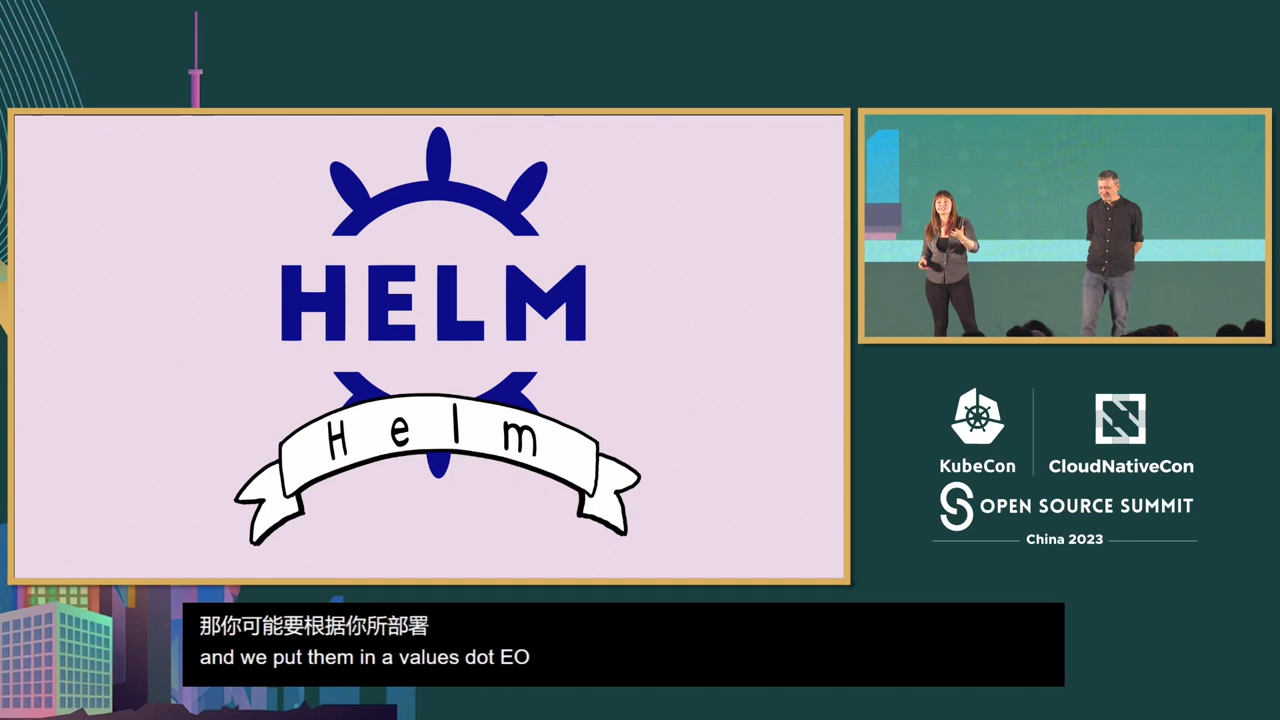 HELM
Helm
KubeCon
CloudNativeCon
OPEN SOURCE SUMMIT
China 2023
那你可能要根据你所部署
and we put them in a values dot EO